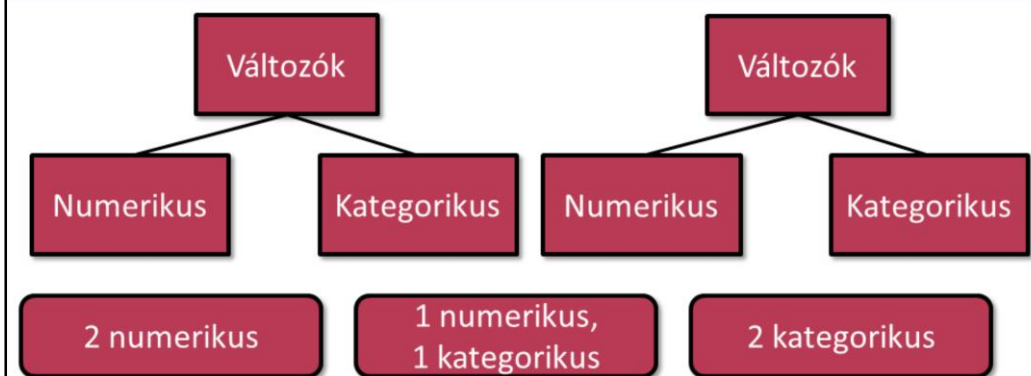 Változók
Változók
Numerikus
Kategorikus
Numerikus
Kategorikus
2 numerikus
1 numerikus,
1 kategorikus
2 kategorikus